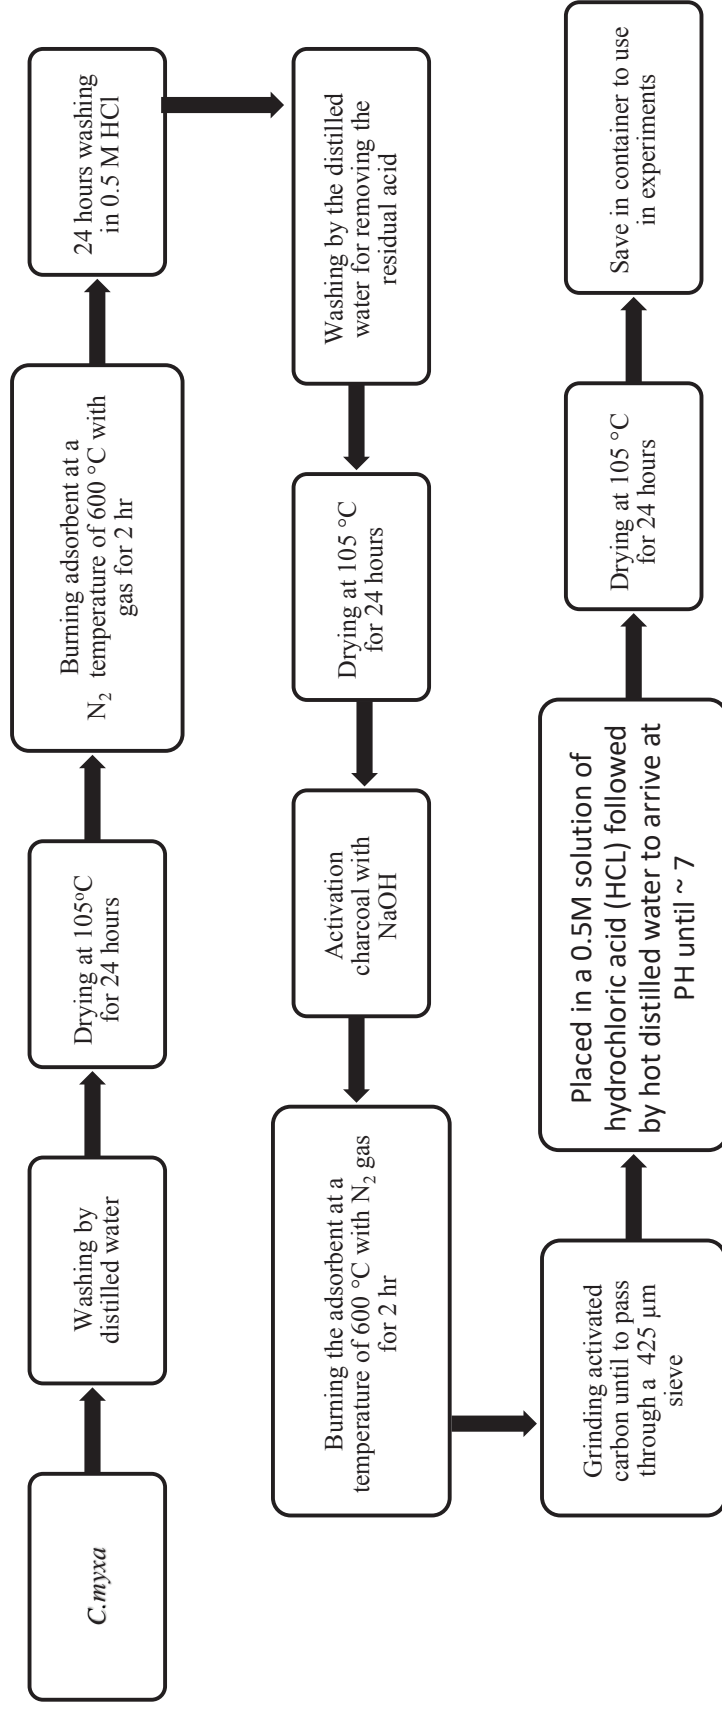 C.myxa
Washing by
distilled water
Drying at 105°C
for 24 hours
Burning adsorbent at a
N₂ temperature of 600 °C with
gas for 2 hr
24 hours washing
in 0.5 M HCl
Washing by the distilled
water for removing the
residual acid
Drying at 105 °C
for 24 hours
Activation
charcoal with
NaOH
Burning the adsorbent at a
temperature of 600 °C with N₂ gas
for 2 hr
Grinding activated
carbon until to pass
through a 425 µm
sieve
Placed in a 0.5M solution of
hydrochloric acid (HCL) followed
by hot distilled water to arrive at
PH until ~ 7
Drying at 105 °C
for 24 hours
Save in container to use
in experiments